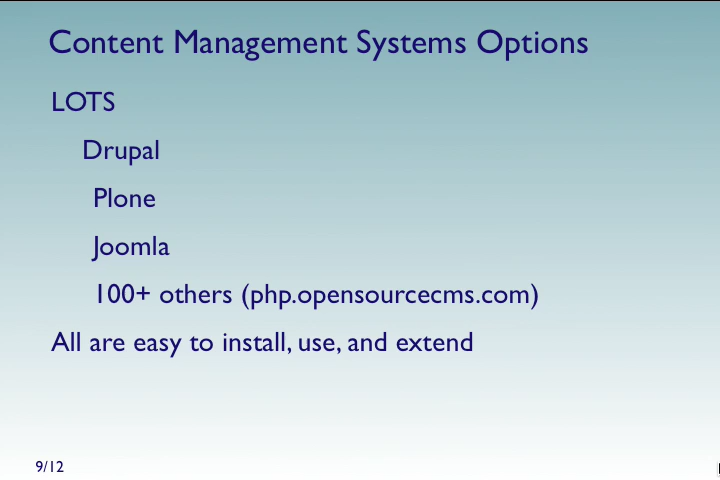 Content Management Systems Options
LOTS
Drupal
Plone
Joomla
100+ others (php.opensourcecms.com)
All are easy to install, use, and extend
9/12